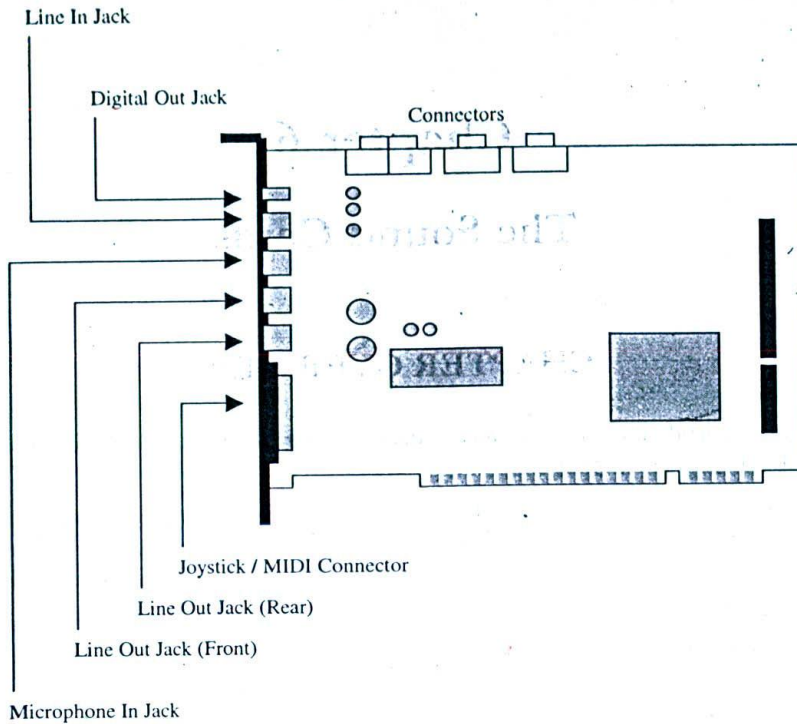 Line In Jack
Digital Out Jack
Connectors
Joystick / MIDI Connector
Line Out Jack (Rear)
Line Out Jack (Front)
Microphone In Jack